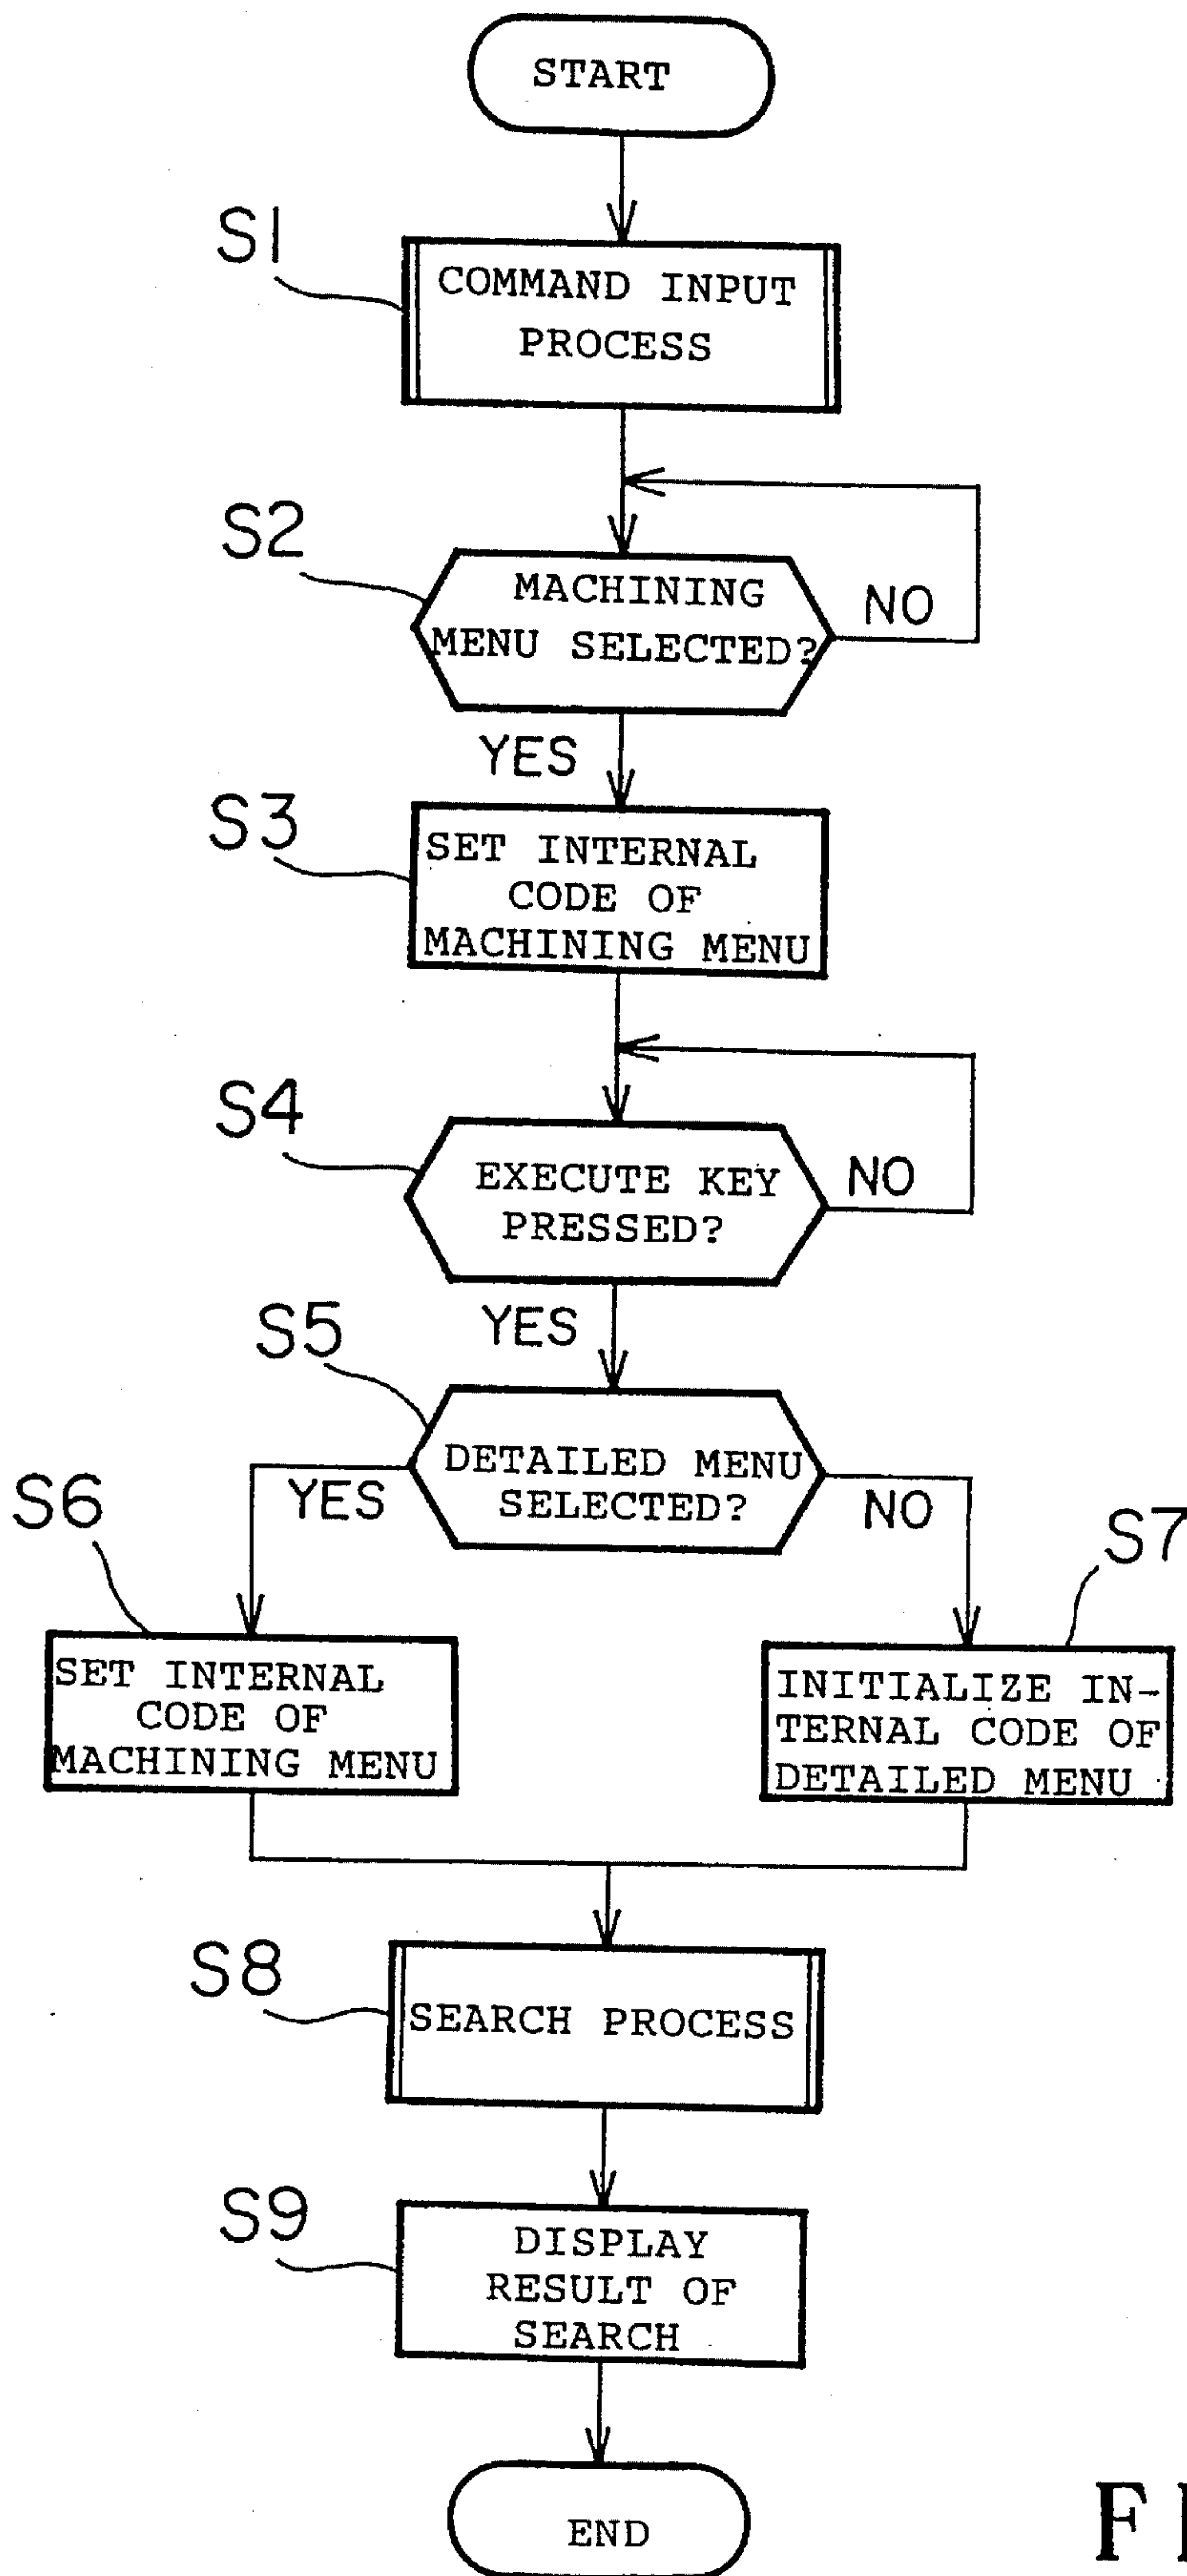 START
S1
COMMAND INPUT
PROCESS
S2
MACHINING
MENU SELECTED?
NO
YES
S3
SET INTERNAL
CODE OF
MACHINING MENU
S4
EXECUTE KEY
PRESSED?
NO
YES
S5
DETAILED MENU
SELECTED?
YES
NO
S6
SET INTERNAL
CODE OF
MACHINING MENU
S7
INITIALIZE IN-
TERNAL CODE OF
DETAILED MENU
S8
SEARCH PROCESS
S9
DISPLAY
RESULT OF
SEARCH
END